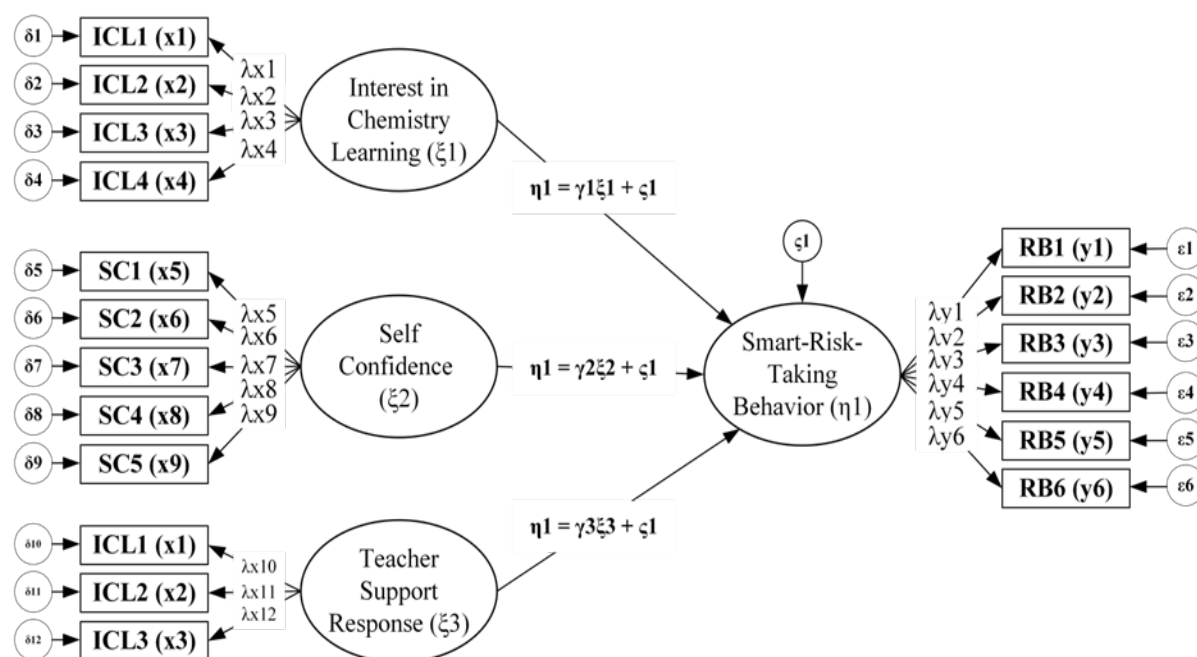 δ1
ICL1 (x1)
δ2
ICL2 (x2)
δ3
ICL3 (x3)
δ4
ICL4 (x4)
λx1
λx2
λx3
λx4
Interest in
Chemistry
Learning (ξ1)
η1 = γ1ξ1 + ς1
δ5
SC1 (x5)
δ6
SC2 (x6)
δ7
SC3 (x7)
δ8
SC4 (x8)
δ9
SC5 (x9)
λx5
λx6
λx7
λx8
λx9
Self
Confidence
(ξ2)
η1 = γ2ξ2 + ς1
δ10
ICL1 (x1)
δ11
ICL2 (x2)
δ12
ICL3 (x3)
λx10
λx11
λx12
Teacher
Support
Response (ξ3)
η1 = γ3ξ3 + ς1
ς1
Smart-Risk-
Taking
Behavior (η1)
λy1
λv2
λy3
λy4
λy5
λy6
RB1 (y1)
ε1
RB2 (y2)
ε2
RB3 (y3)
ε3
RB4 (y4)
ε4
RB5 (y5)
ε5
RB6 (y6)
ε6